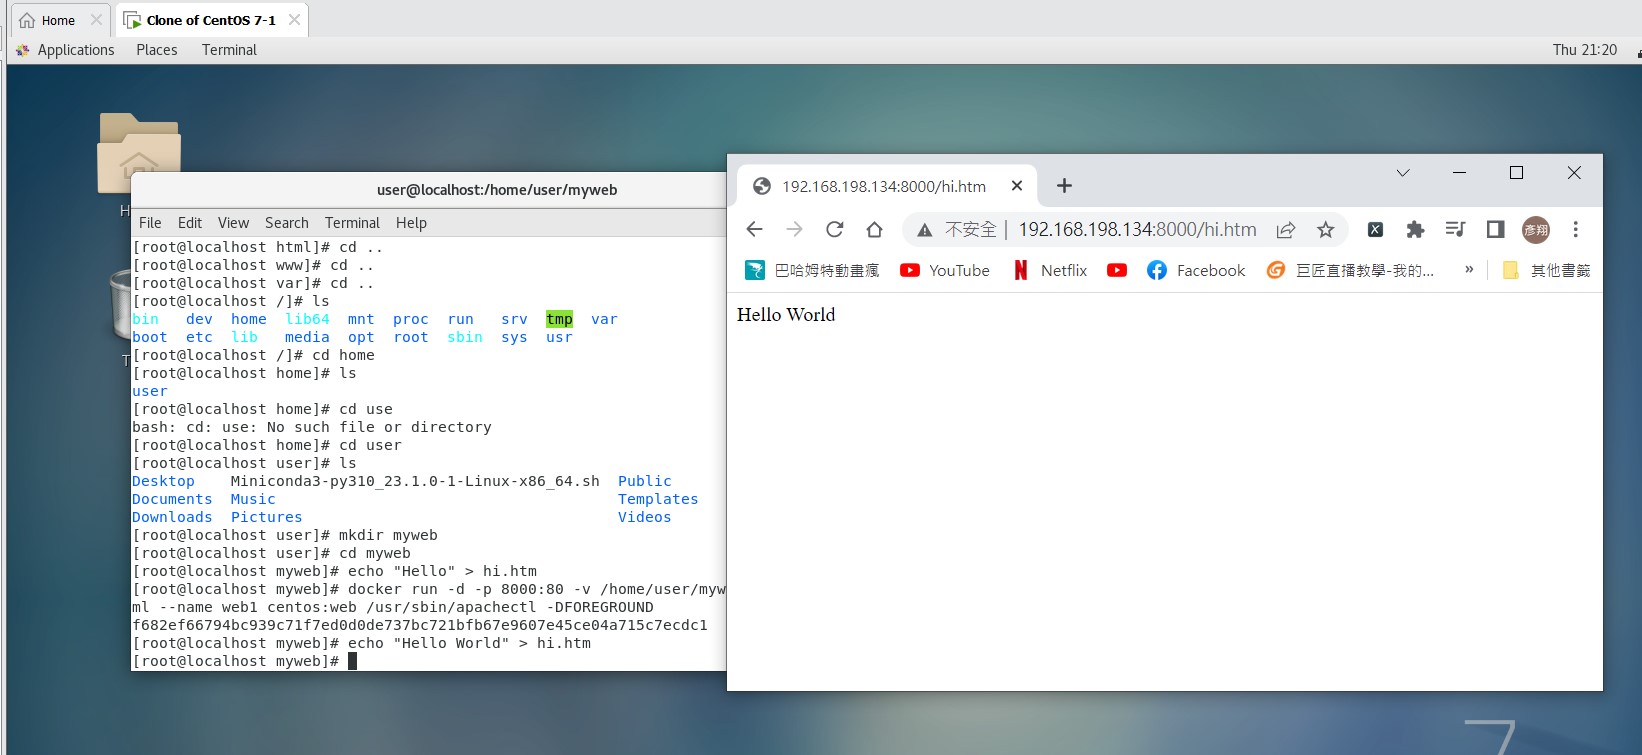 Home
Clone of CentOS 7-1
Applications Places Terminal
Thu 21:20
user@localhost:/home/user/myweb
File Edit View Search Terminal Help
[root@localhost html]# cd ..
[root@localhost www]# cd ..
[root@localhost var]# cd ..
[root@localhost /]# ls
bin dev home lib64 mnt proc run srv tmp var
boot etc lib media opt root sbin sys usr
[root@localhost /]# cd home
[root@localhost home]# ls
user
[root@localhost home]# cd use
bash: cd: use: No such file or directory
[root@localhost home]# cd user
[root@localhost user]# ls
Desktop Miniconda3-py310_23.1.0-1-Linux-x86_64.sh Public
Documents Music Templates
Downloads Pictures Videos
[root@localhost user]# mkdir myweb
[root@localhost user]# cd myweb
[root@localhost myweb]# echo "Hello" > hi.htm
[root@localhost myweb]# docker run -d -p 8000:80 -v /home/user/myw
ml --name web1 centos:web /usr/sbin/apachectl -DFOREGROUND
f682ef66794bc939c71f7ed0d0de737bc721bfb67e9607e45ce04a715c7ecdc1
[root@localhost myweb]# echo "Hello World" > hi.htm
[root@localhost myweb]#
192.168.198.134:8000/hi.htm
不安全 | 192.168.198.134:8000/hi.htm
彥翔
巴哈姆特動畫瘋 YouTube Netflix Facebook 巨匠直播教學-我的... » 其他書籤
Hello World
7